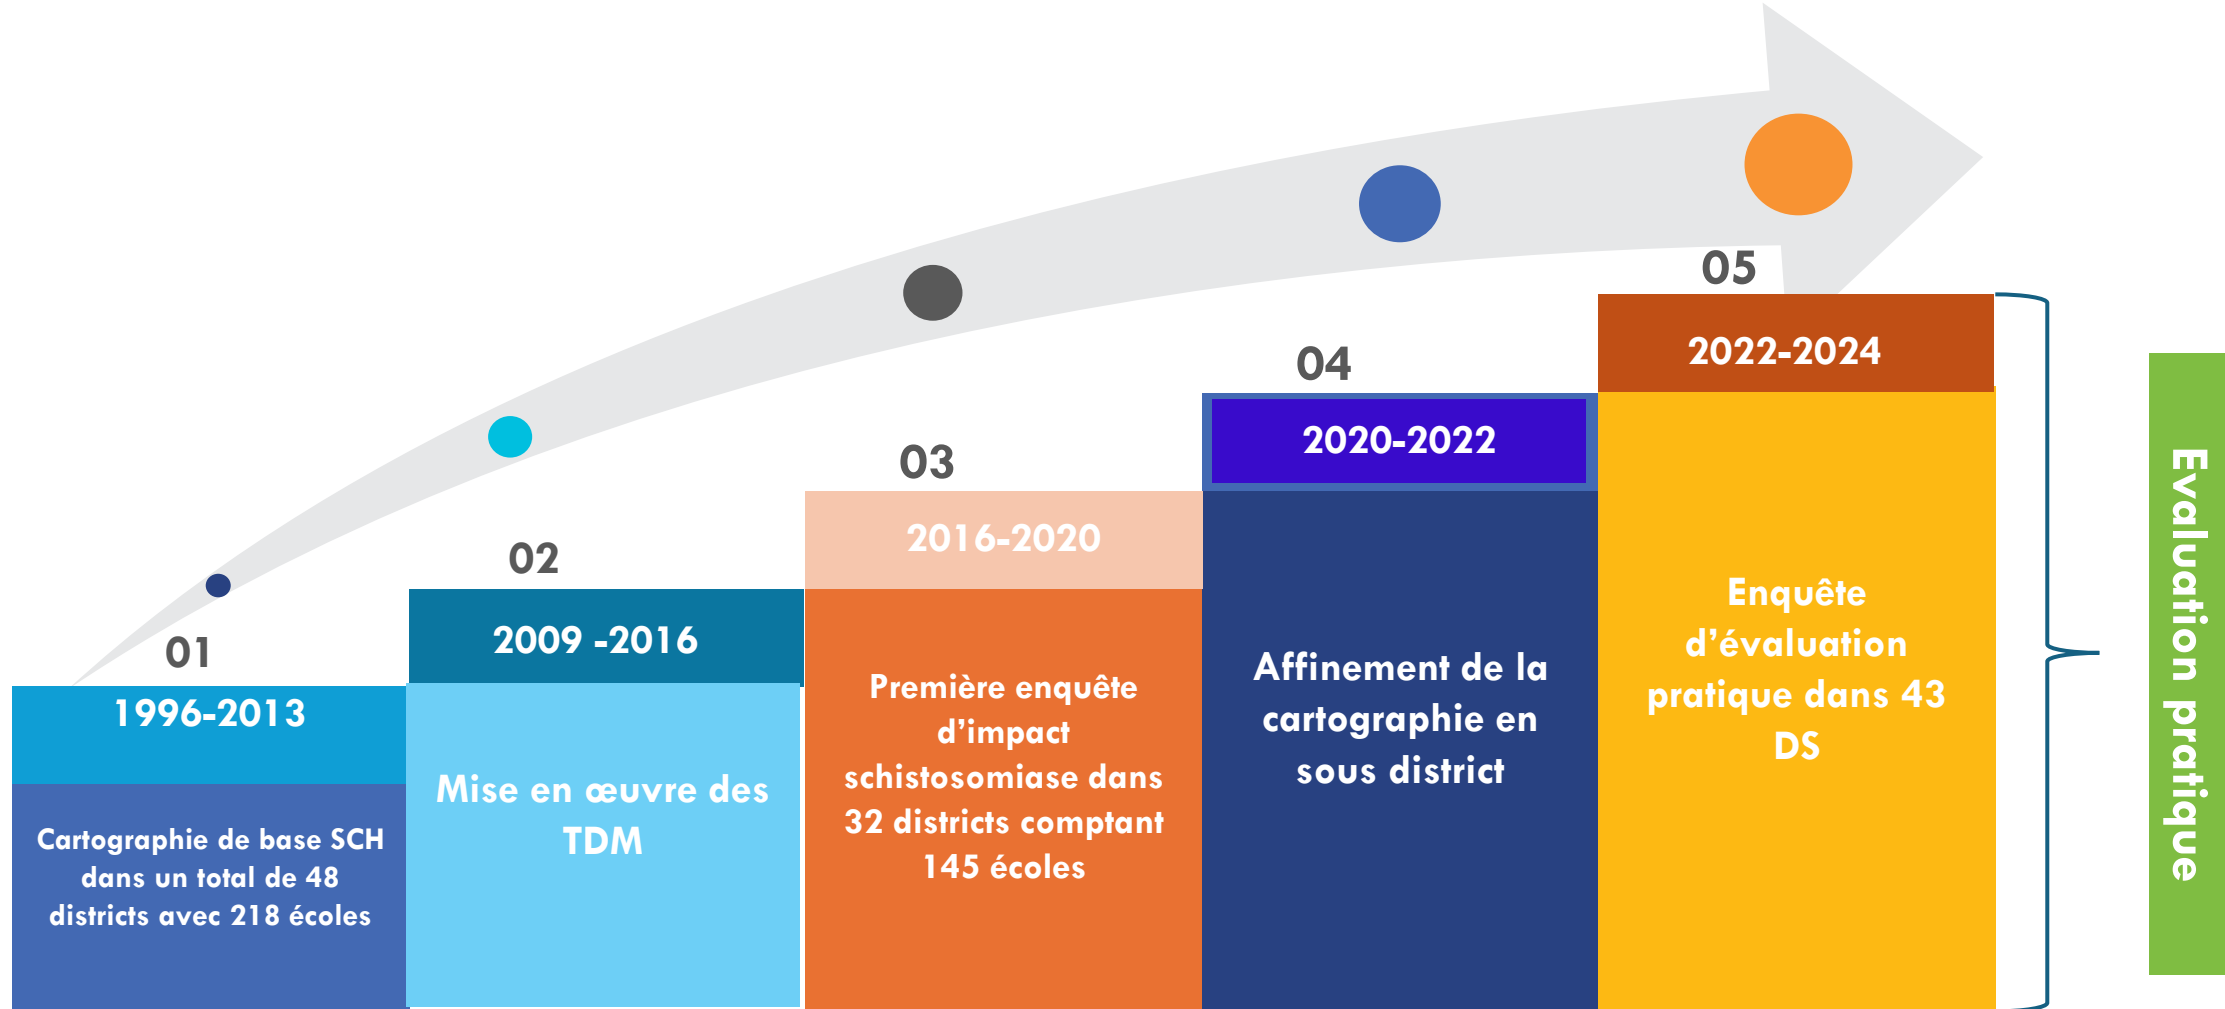 01
1996-2013
Cartographie de base SCH
dans un total de 48
districts avec 218 écoles
02
2009 -2016
Mise en œuvre des
TDM
03
2016-2020
Première enquête
d’impact
schistosomiase dans
32 districts comptant
145 écoles
04
2020-2022
Affinement de la
cartographie en
sous district
05
2022-2024
Enquête
d’évaluation
pratique dans 43
DS
Evaluation pratique